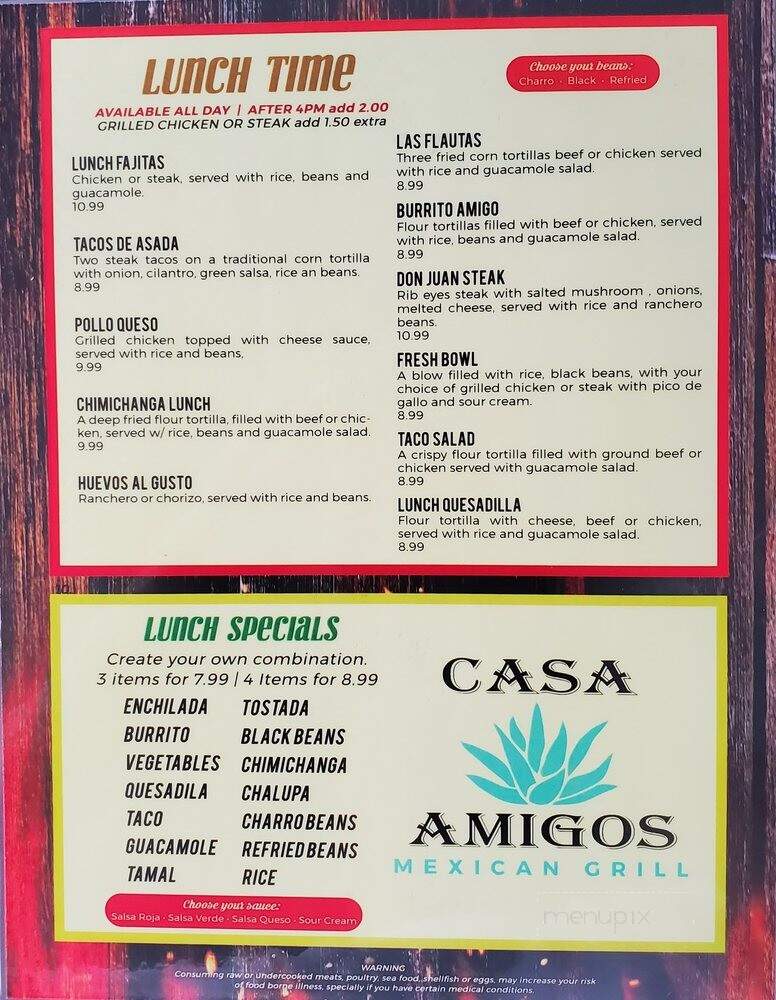 LUNCH TIME
AVAILABLE ALL DAY | AFTER 4PM add 2.00
GRILLED CHICKEN OR STEAK add 1.50 extra
Choose your beans:
Charro · Black · Refried
LUNCH FAJITAS
Chicken or steak, served with rice, beans and
guacamole.
10.99
TACOS DE ASADA
Two steak tacos on a traditional corn tortilla
with onion, cilantro, green salsa, rice an beans.
8.99
POLLO QUESO
Grilled chicken topped with cheese sauce,
served with rice and beans,
9.99
CHIMICHANGA LUNCH
A deep fried flour tortilla, filled with beef or chic-
ken, served w/ rice, beans and guacamole salad.
9.99
HUEVOS AL GUSTO
Ranchero or chorizo, served with rice and beans.
LAS FLAUTAS
Three fried corn tortillas beef or chicken served
with rice and guacamole salad.
8.99
BURRITO AMIGO
Flour tortillas filled with beef or chicken, served
with rice, beans and guacamole salad.
8.99
DON JUAN STEAK
Rib eyes steak with salted mushroom , onions,
melted cheese, served with rice and ranchero
beans.
10.99
FRESH BOWL
A blow filled with rice, black beans, with your
choice of grilled chicken or steak with pico de
gallo and sour cream.
8.99
TACO SALAD
A crispy flour tortilla filled with ground beef or
chicken served with guacamole salad.
8.99
LUNCH QUESADILLA
Flour tortilla with cheese, beef or chicken,
served with rice and guacamole salad.
8.99
LUNCH SPECIALS
Create your own combination.
3 items for 7.99 | 4 Items for 8.99
ENCHILADA
BURRITO
VEGETABLES
QUESADILA
TACO
GUACAMOLE
TAMAL
TOSTADA
BLACK BEANS
CHIMICHANGA
CHALUPA
CHARRO BEANS
REFRIED BEANS
RICE
Choose your sauce:
Salsa Roja · Salsa Verde · Salsa Queso · Sour Cream
CASA
AMIGOS
MEXICAN GRILL
menupix
WARNING
Consuming raw or undercooked meats, poultry, sea food, shellfish or eggs, may increase your risk
of food borne illness, specially if you have certain medical conditions.